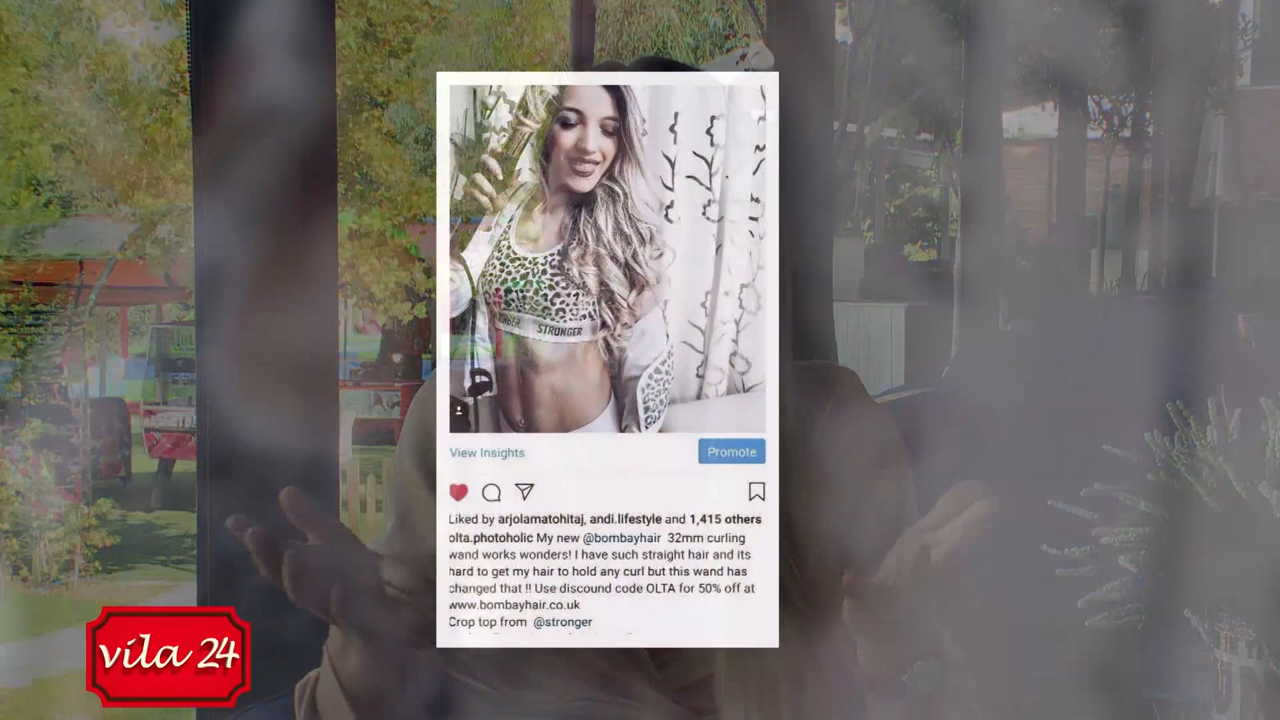 STRONGER
View Insights
Promote
Liked by arjolamatohitaj, andi.lifestyle and 1,415 others
olta.photoholic My new @bombayhair 32mm curling
wand works wonders! I have such straight hair and its
hard to get my hair to hold any curl but this wand has
changed that !! Use discound code OLTA for 50% off at
www.bombayhair.co.uk
Crop top from @stronger
vila 24